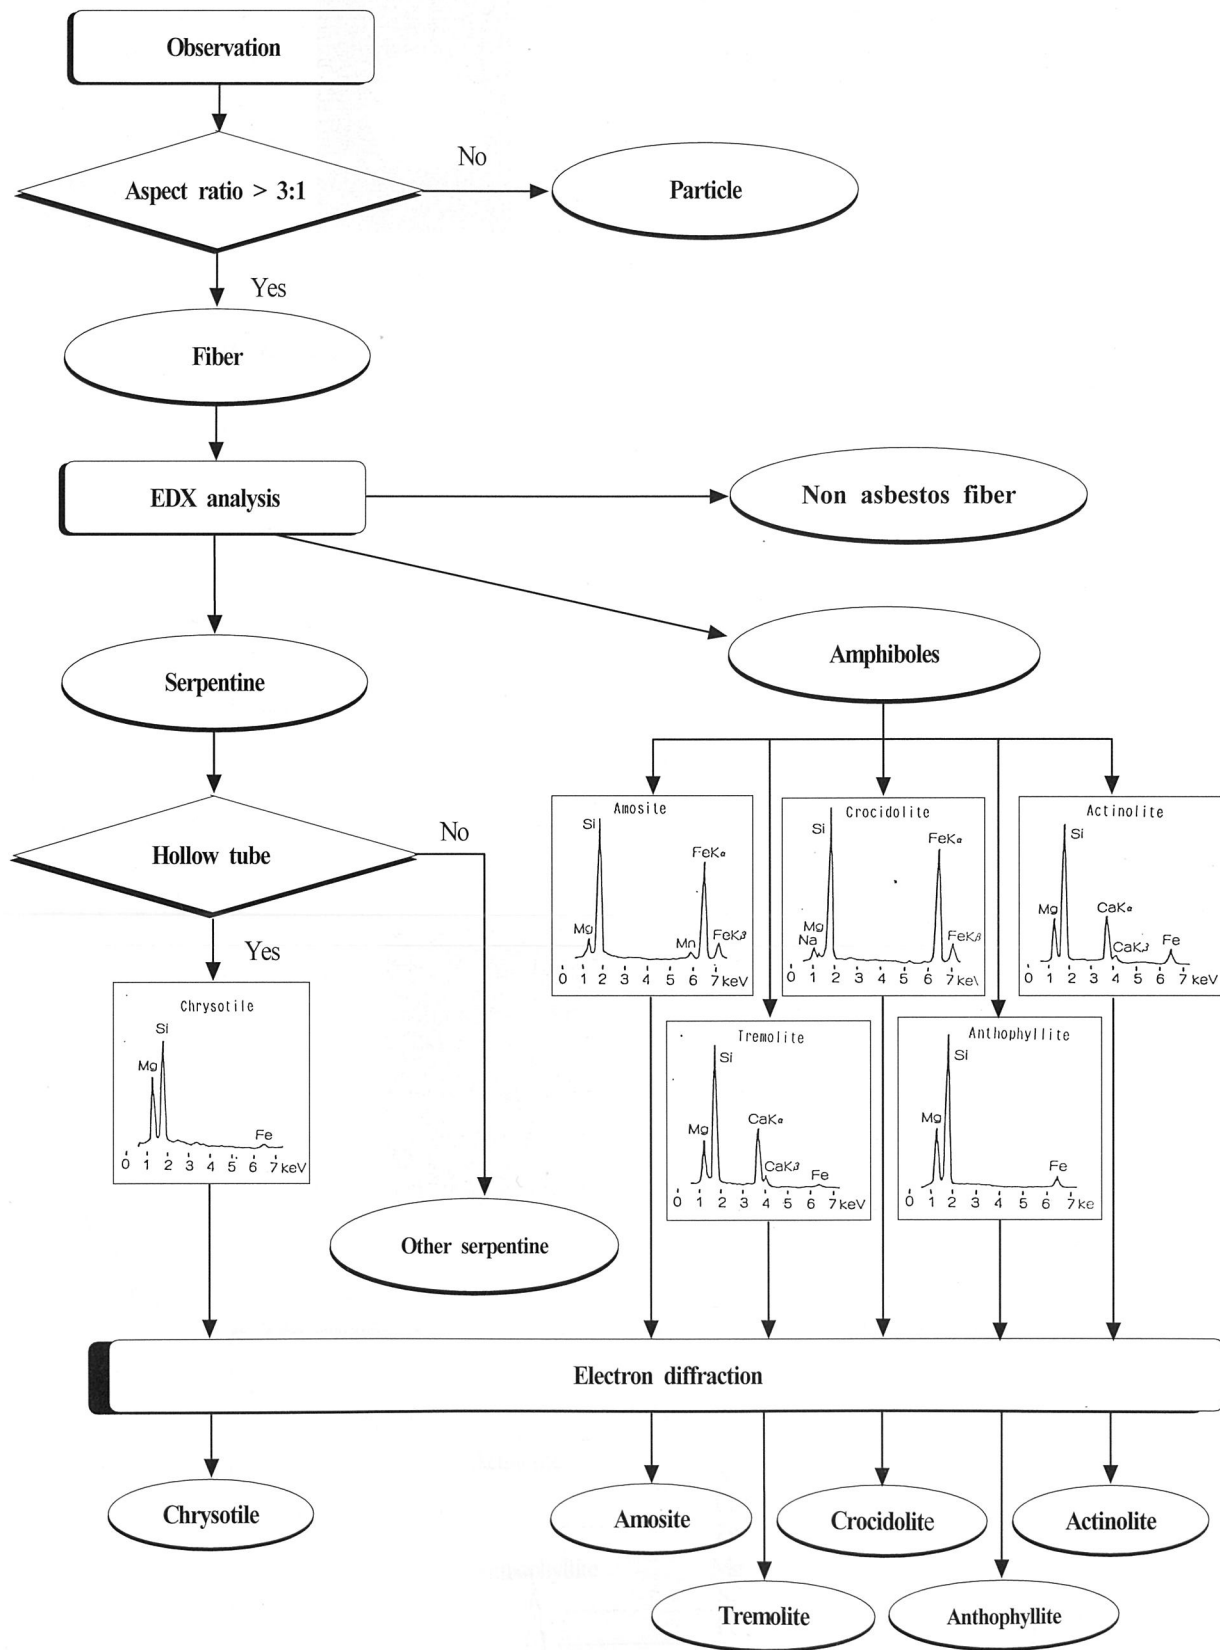 Observation
Aspect ratio > 3:1
No
Particle
Yes
Fiber
EDX analysis
Non asbestos fiber
Serpentine
Amphiboles
Hollow tube
No
Yes
Amosite
Si
FeKα
Mg
Mn
FeKβ
0 1 2 3 4 5 6 7 keV
Crocidolite
Si
FeKα
Mg
Na
FeKβ
0 1 2 3 4 5 6 7 ke\
Actinolite
Si
Mg
CaKα
CaKβ
Fe
0 1 2 3 4 5 6 7 keV
Chrysotile
Si
Mg
Fe
0 1 2 3 4 5 6 7 keV
Tremolite
Si
Mg
CaKα
CaKβ
Fe
0 1 2 3 4 5 6 7 keV
Anthophyllite
Si
Mg
Fe
0 1 2 3 4 5 6 7 ke
Other serpentine
Electron diffraction
Chrysotile
Amosite
Crocidolite
Actinolite
Tremolite
Anthophyllite